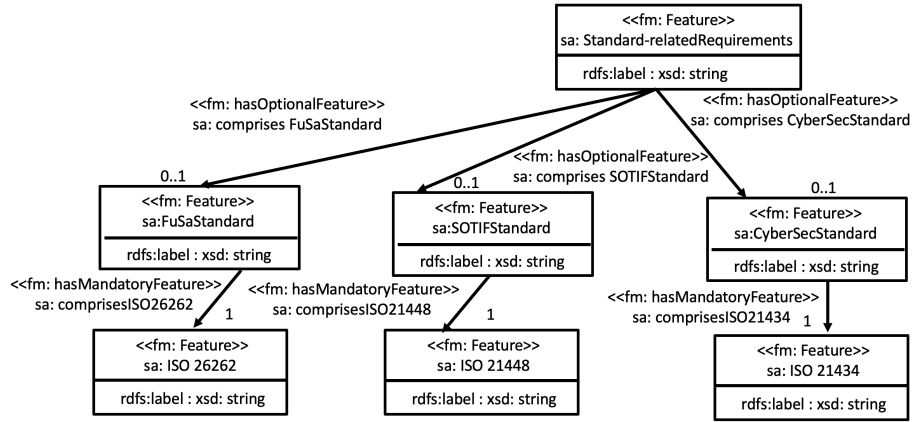 <<fm: Feature>>
sa: Standard-relatedRequirements
rdfs:label : xsd: string
<<fm: hasOptionalFeature>>
sa: comprises FuSaStandard
<<fm: hasOptionalFeature>>
sa: comprises SOTIFStandard
<<fm: hasOptionalFeature>>
sa: comprises CyberSecStandard
0..1
<<fm: Feature>>
sa:FuSaStandard
rdfs:label : xsd: string
0..1
<<fm: Feature>>
sa:SOTIFStandard
rdfs:label : xsd: string
0..1
<<fm: Feature>>
sa:CyberSecStandard
rdfs:label : xsd: string
<<fm: hasMandatoryFeature>>
sa: comprisesISO26262
1
<<fm: hasMandatoryFeature>>
sa: comprisesISO21448
1
<<fm: hasMandatoryFeature>>
sa: comprisesISO21434
1
<<fm: Feature>>
sa: ISO 26262
rdfs:label : xsd: string
<<fm: Feature>>
sa: ISO 21448
rdfs:label : xsd: string
<<fm: Feature>>
sa: ISO 21434
rdfs:label : xsd: string